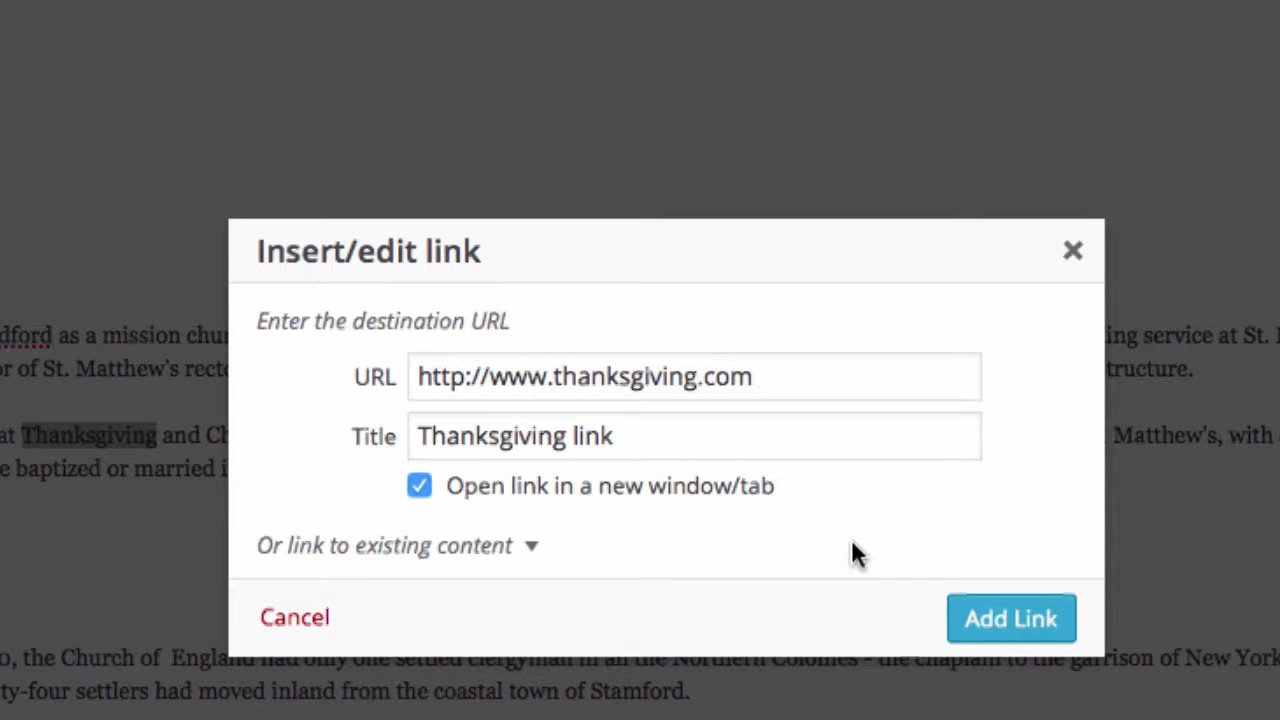 Insert/edit link
Enter the destination URL
dford as a mission chur
ing service at St.
or of St. Matthew's recto
tructure.
URL http://www.thanksgiving.com
Title Thanksgiving link
at Thanksgiving and Ch
Matthew's, with
e baptized or married i
Open link in a new window/tab
Or link to existing content
Cancel
Add Link
0, the Church of England had only one settled clergyman in all the Northern Colonies - the chaplain to the garrison of New York
ty-four settlers had moved inland from the coastal town of Stamford.